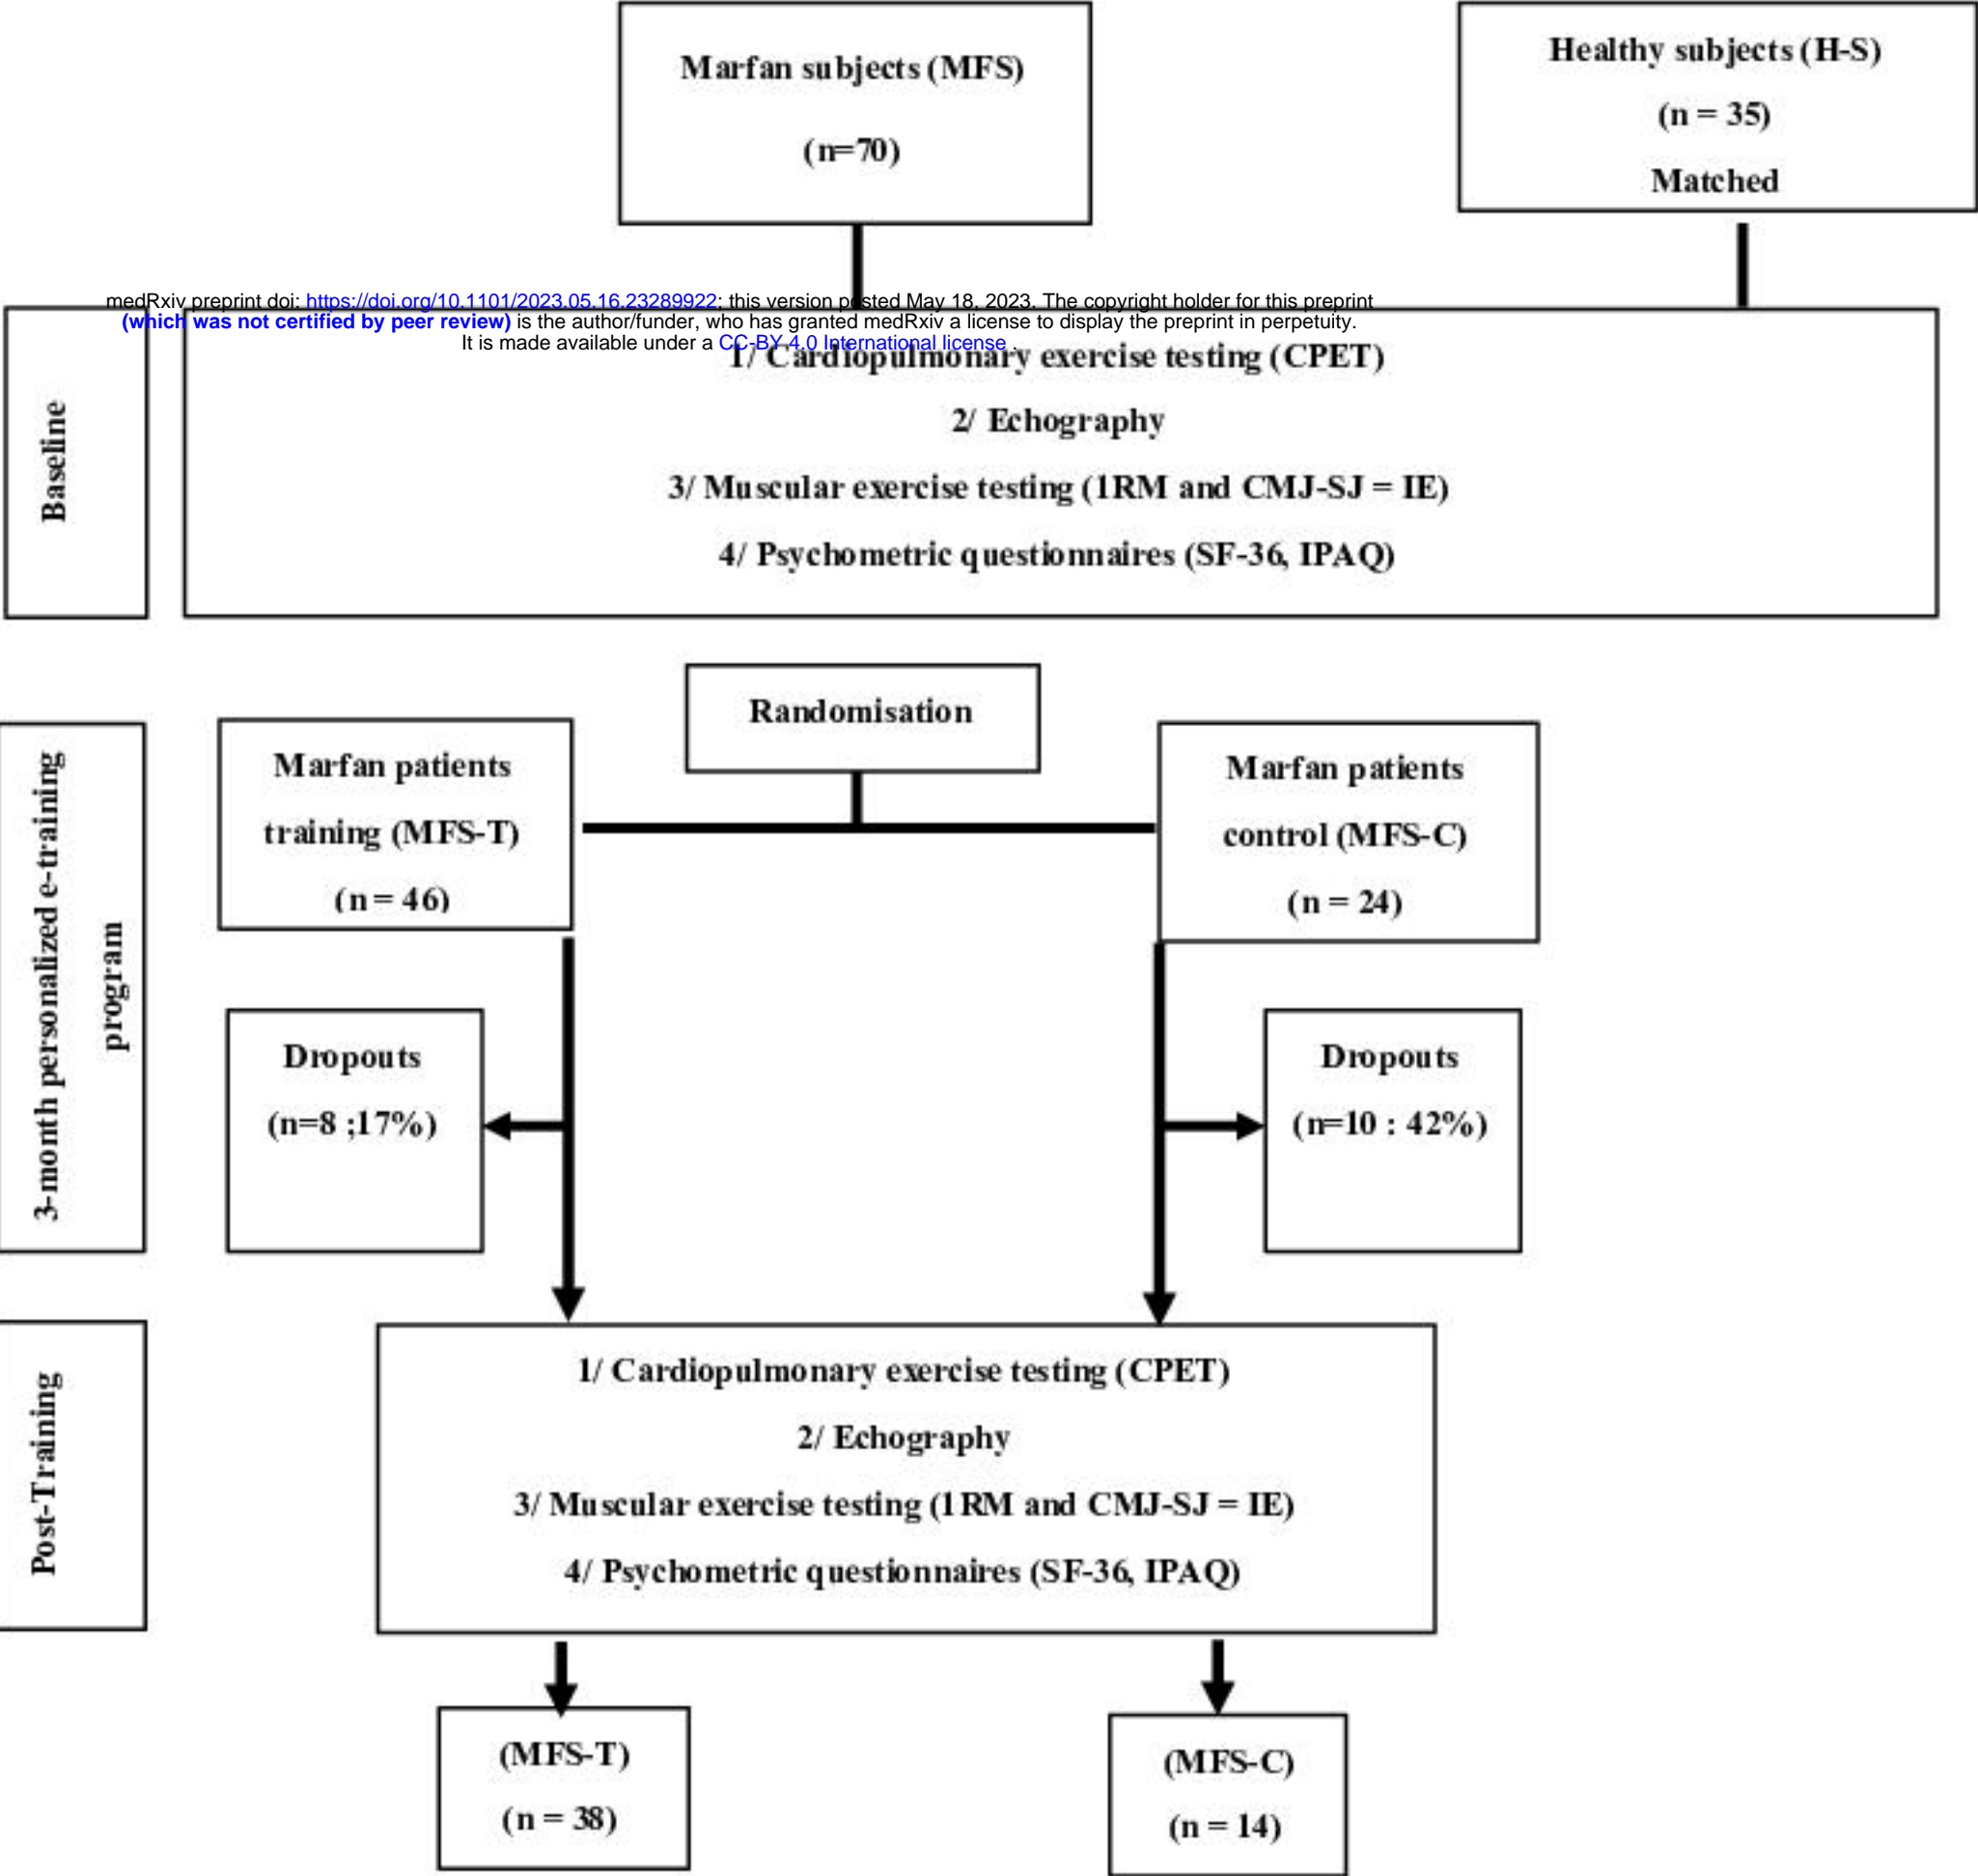 Marfan subjects (MFS)
(n=70)
Healthy subjects (H-S)
(n = 35)
Matched
medRxiv preprint doi: https://doi.org/10.1101/2023.05.16.23289922; this version posted May 18, 2023. The copyright holder for this preprint
(which was not certified by peer review) is the author/funder, who has granted medRxiv a license to display the preprint in perpetuity.
It is made available under a CC-BY 4.0 International license .
Baseline
1/ Cardiopulmonary exercise testing (CPET)
2/ Echography
3/ Muscular exercise testing (1RM and CMJ-SJ = IE)
4/ Psychometric questionnaires (SF-36, IPAQ)
Randomisation
3-month personalized e-training
program
Marfan patients
training (MFS-T)
(n = 46)
Marfan patients
control (MFS-C)
(n = 24)
Dropouts
(n=8 ;17%)
Dropouts
(n=10 : 42%)
Post-Training
1/ Cardiopulmonary exercise testing (CPET)
2/ Echography
3/ Muscular exercise testing (1RM and CMJ-SJ = IE)
4/ Psychometric questionnaires (SF-36, IPAQ)
(MFS-T)
(n = 38)
(MFS-C)
(n = 14)